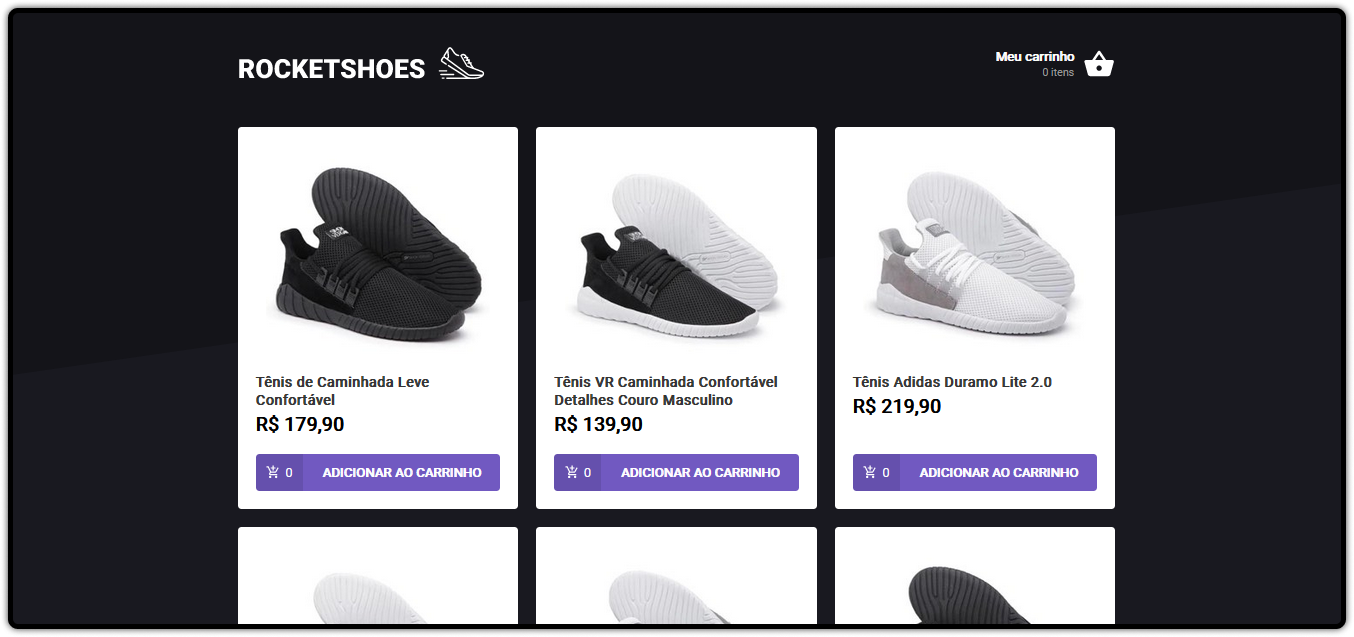 ROCKETSHOES
Meu carrinho
0 itens
Tênis de Caminhada Leve
Confortável
R$ 179,90
0 ADICIONAR AO CARRINHO
Tênis VR Caminhada Confortável
Detalhes Couro Masculino
R$ 139,90
0 ADICIONAR AO CARRINHO
Tênis Adidas Duramo Lite 2.0
R$ 219,90
0 ADICIONAR AO CARRINHO